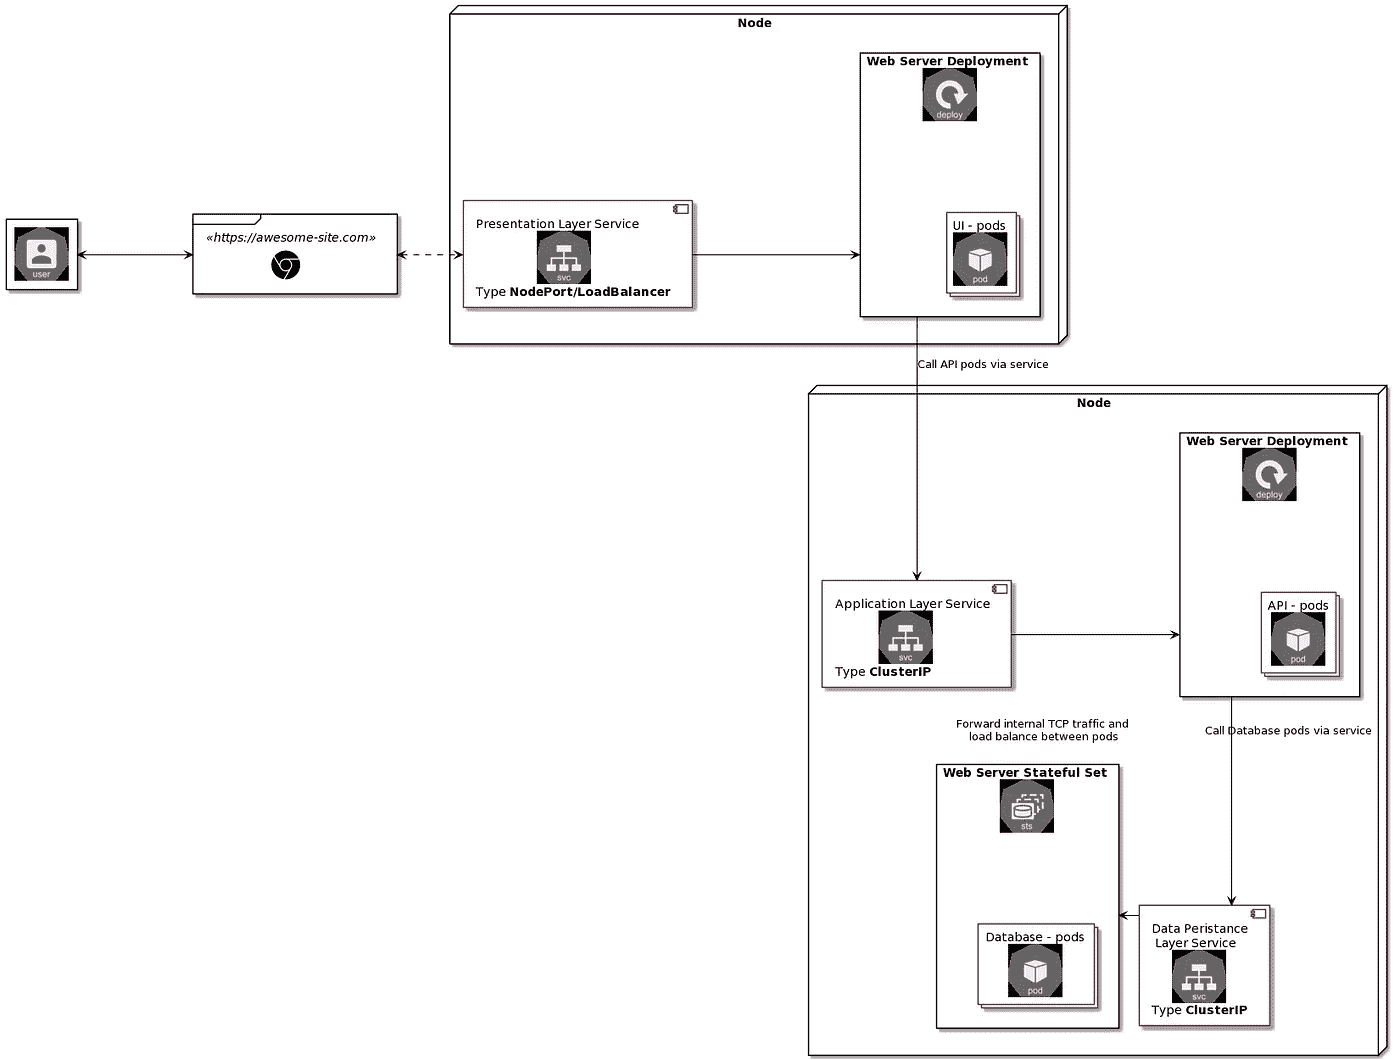 Node
Web Server Deployment
deploy
user
«https://awesome-site.com»
Presentation Layer Service
svc
Type NodePort/LoadBalancer
UI - pods
pod
Call API pods via service
Node
Web Server Deployment
deploy
Application Layer Service
svc
Type ClusterIP
API - pods
pod
Forward internal TCP traffic and
load balance between pods
Call Database pods via service
Web Server Stateful Set
sts
Database - pods
pod
Data Peristance
Layer Service
svc
Type ClusterIP